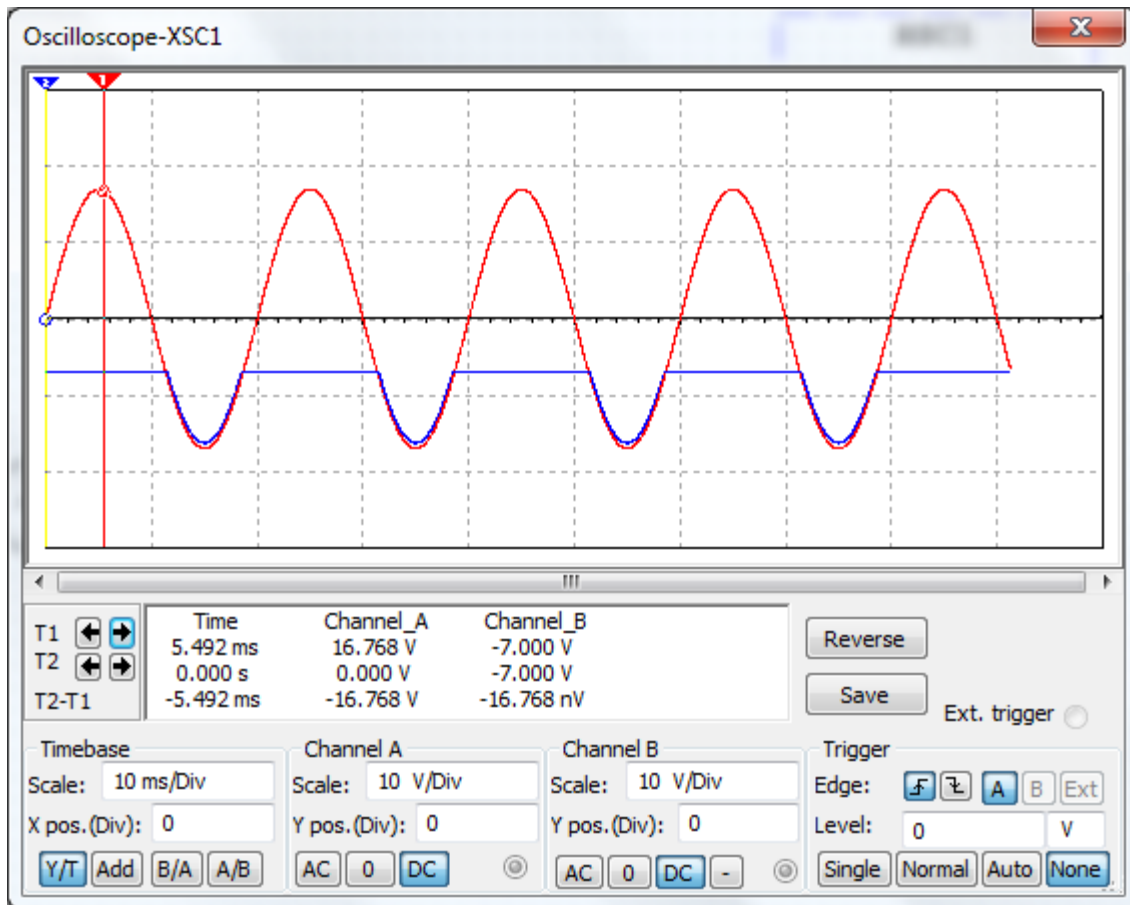 Oscilloscope-XSC1
2 1
Time Channel_A Channel_B
T1 5.492 ms 16.768 V -7.000 V
T2 0.000 s 0.000 V -7.000 V
T2-T1 -5.492 ms -16.768 V -16.768 nV
Reverse
Save
Ext. trigger
Timebase Channel A Channel B Trigger
Scale: 10 ms/Div Scale: 10 V/Div Scale: 10 V/Div Edge: A B Ext
X pos.(Div): 0 Y pos.(Div): 0 Y pos.(Div): 0 Level: 0 V
Y/T Add B/A A/B AC 0 DC AC 0 DC - Single Normal Auto None